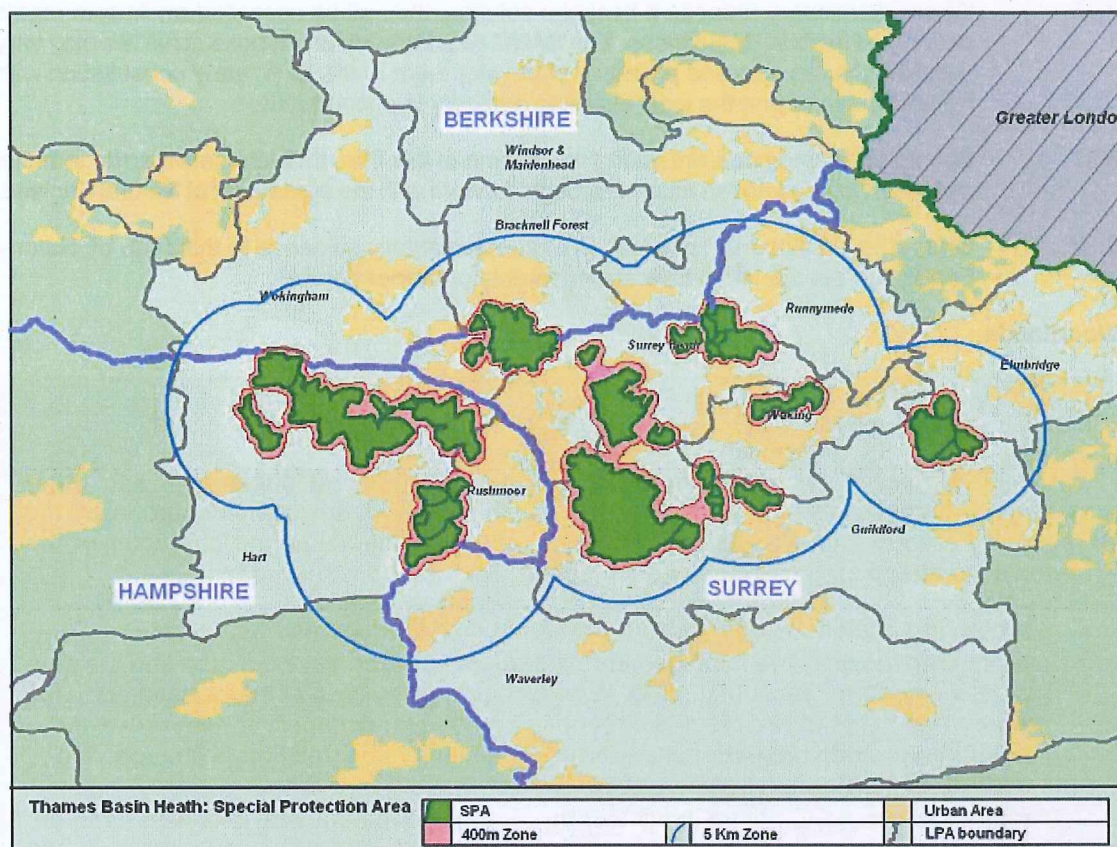 Greater Londo
BERKSHIRE
Windsor &
Maidenhead
Bracknell Forest
Wokingham
Runnymede
Surrey Heath
Elmbridge
Woking
Rushmoor
Guildford
Hart
HAMPSHIRE
SURREY
Waverley
Thames Basin Heath: Special Protection Area
SPA
Urban Area
400m Zone
5 Km Zone
LPA boundary